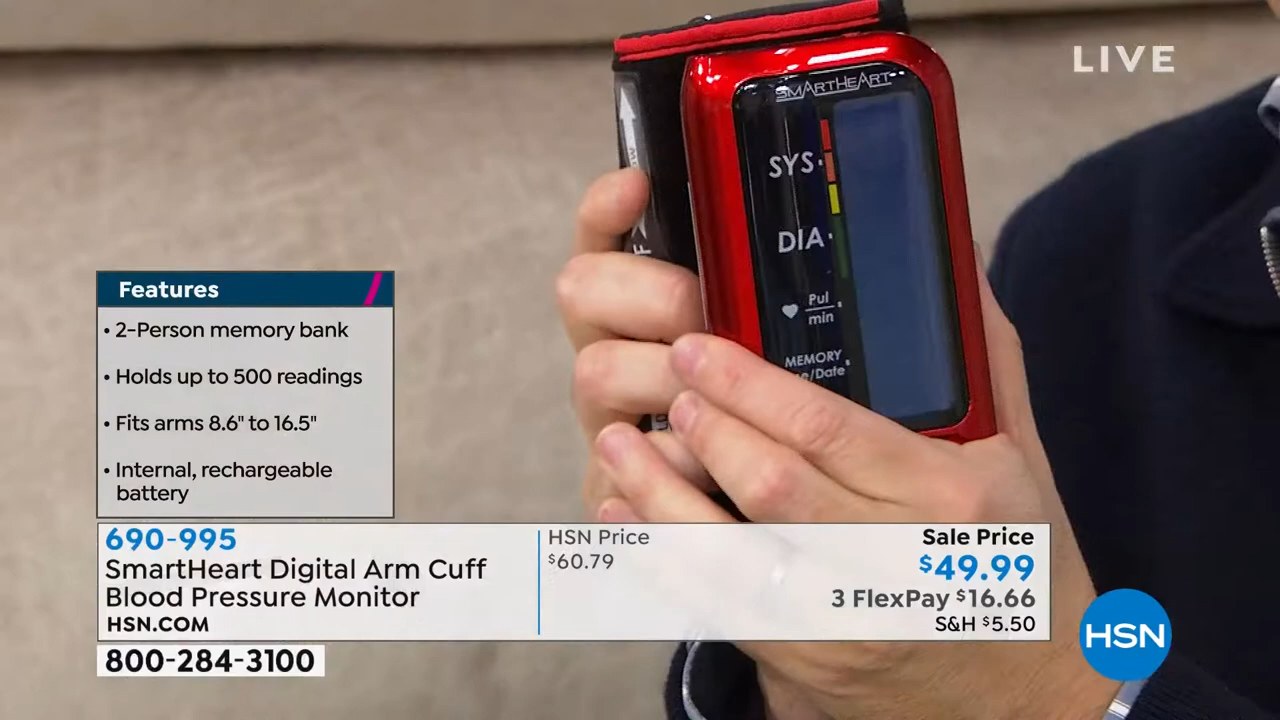 LIVE
SMARTHEART
SYS
DIA
Pul
min
MEMORY
/Date
Features
• 2-Person memory bank
• Holds up to 500 readings
• Fits arms 8.6" to 16.5"
• Internal, rechargeable
battery
690-995
SmartHeart Digital Arm Cuff
Blood Pressure Monitor
HSN.COM
800-284-3100
HSN Price
$60.79
Sale Price
$49.99
3 FlexPay $16.66
S&H $5.50
HSN